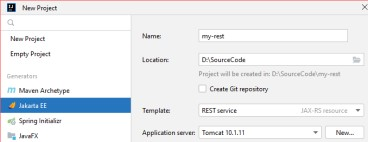 New Project
New Project
Empty Project
Generators
Maven Archetype
Jakarta EE
Spring Initializr
JavaFX
Name: my-rest
Location: D:\SourceCode
Project will be created in: D:\SourceCode\my-rest
Create Git repository
Template: REST service JAX-RS resource
Application server: Tomcat 10.1.11 New...